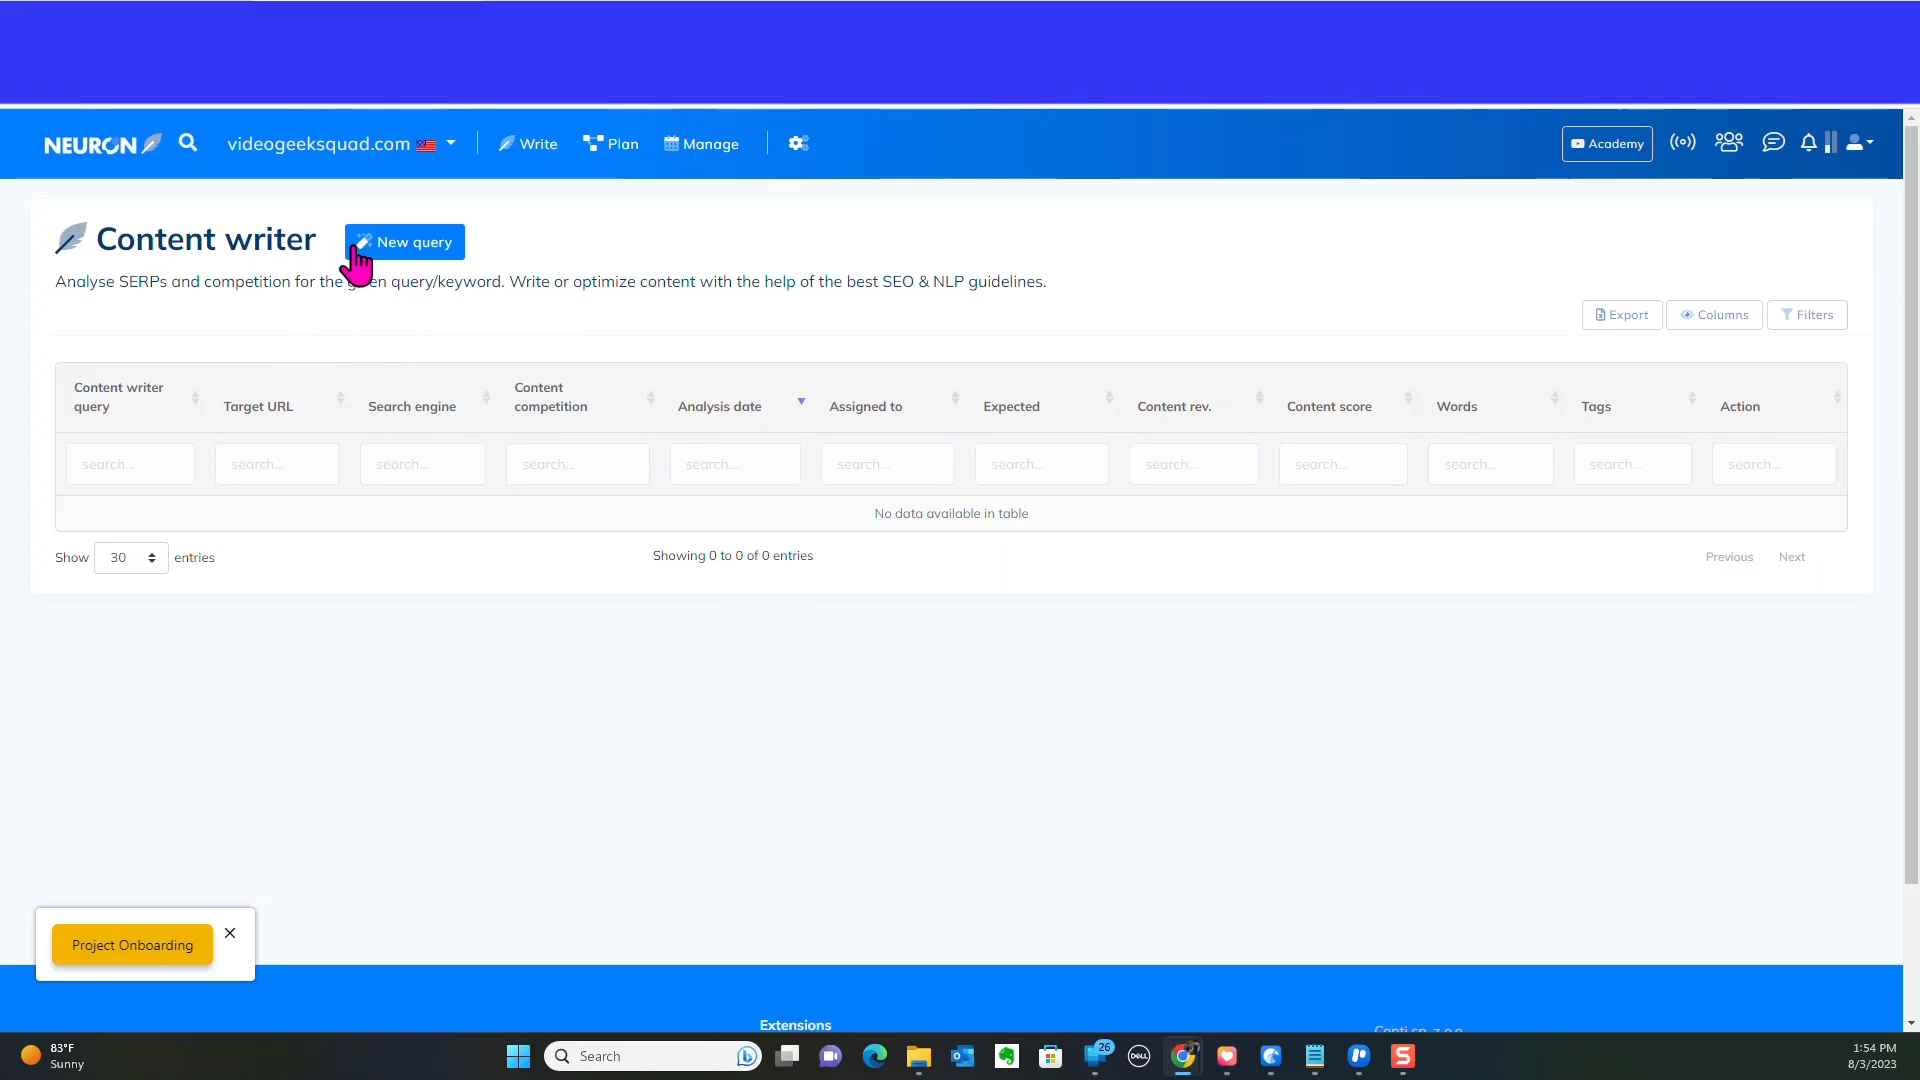 NEURON
videogeeksquad.com
Write
Plan
Manage
Academy
Content writer
New query
Analyse SERPs and competition for the query/keyword. Write or optimize content with the help of the best SEO & NLP guidelines.
Export
Columns
Filters
Content writer query
Target URL
Search engine
Content competition
Analysis date
Assigned to
Expected
Content rev.
Content score
Words
Tags
Action
search...
search...
search...
search...
search...
search...
search...
search...
search...
search...
search...
search...
No data available in table
Show 30 entries
Showing 0 to 0 of 0 entries
Previous
Next
Project Onboarding
Extensions
83°F
Sunny
Search
26
DELL
1:54 PM
8/3/2023